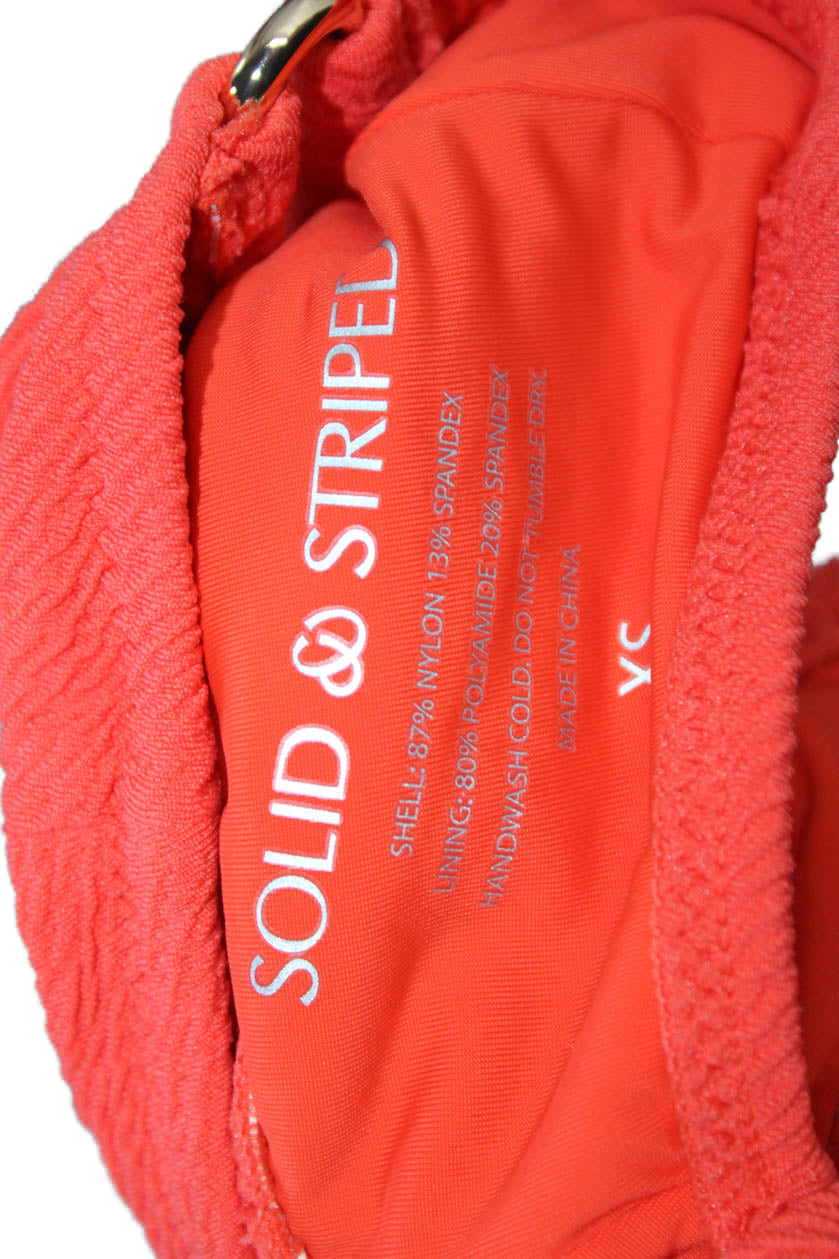 SOLID & STRIPED
SHELL: 87% NYLON 13% SPANDEX
LINING: 80% POLYAMIDE 20% SPANDEX
HANDWASH COLD. DO NOT TUMBLE DRY.
MADE IN CHINA
XS